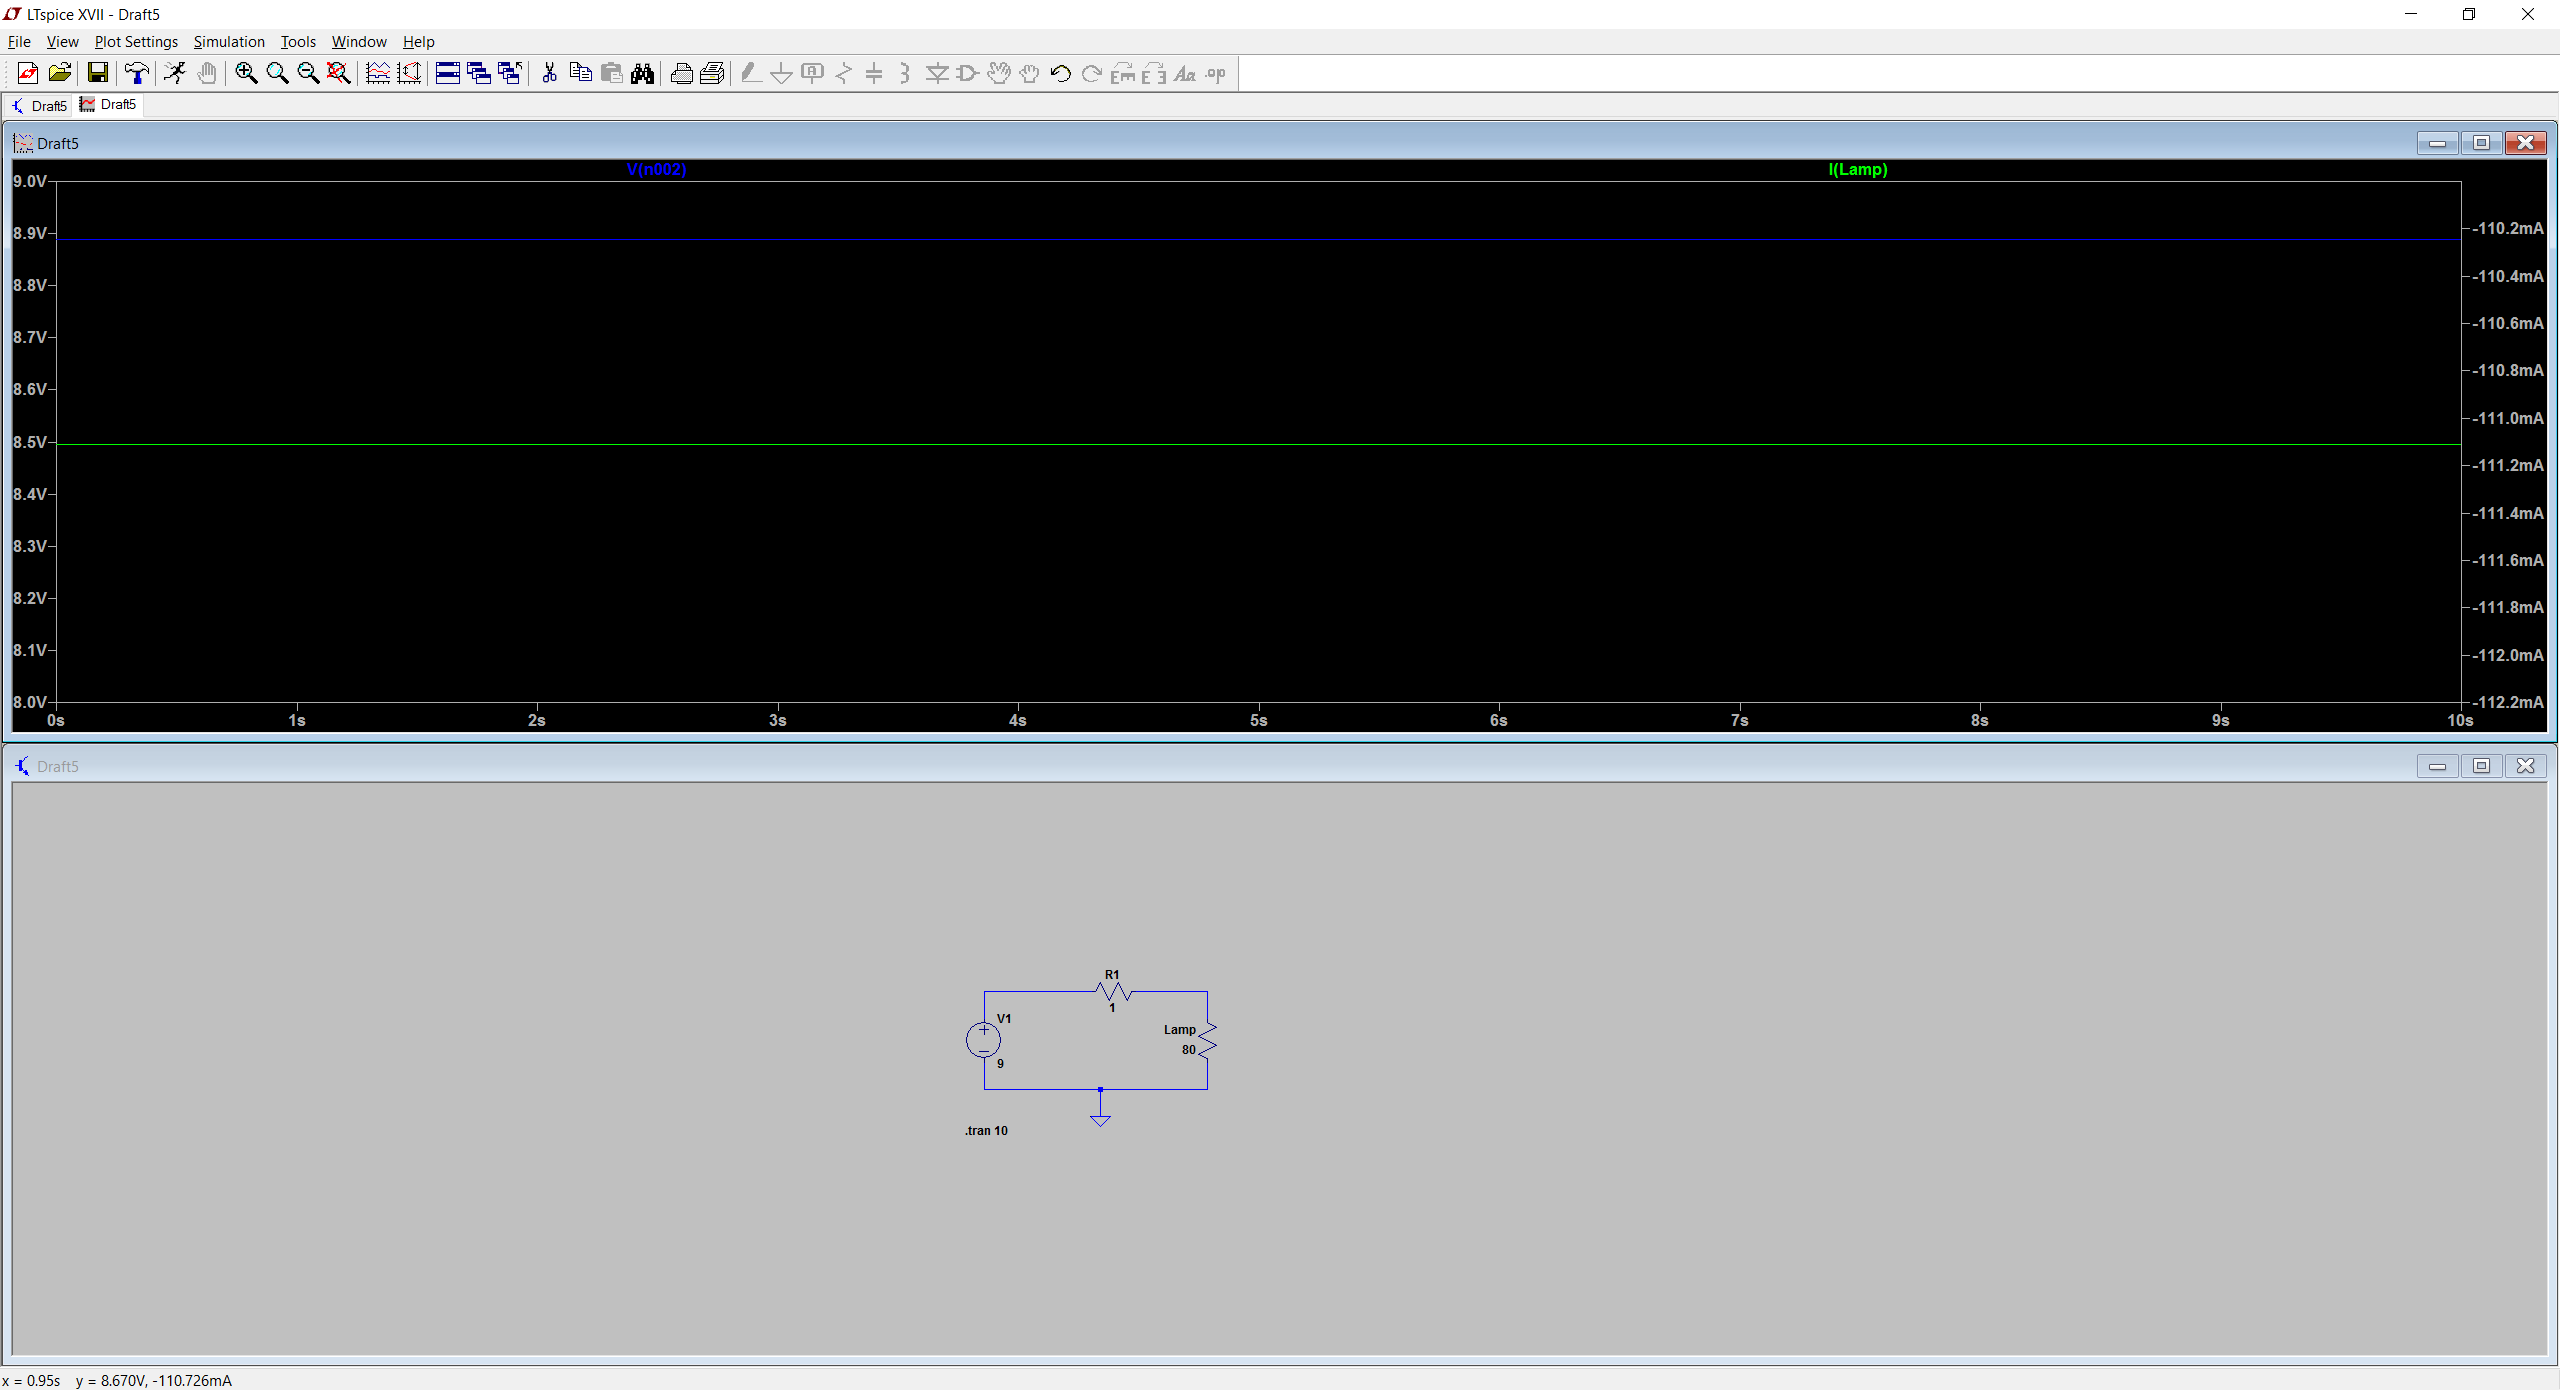 LTspice XVII - Draft5
File View Plot Settings Simulation Tools Window Help
Draft5 Draft5
Draft5
V(n002) I(Lamp)
9.0V
8.9V -110.2mA
8.8V -110.4mA
8.7V -110.6mA
8.6V -110.8mA
8.5V -111.0mA
8.4V -111.2mA
8.3V -111.4mA
8.2V -111.6mA
8.1V -111.8mA
-112.0mA
8.0V -112.2mA
0s 1s 2s 3s 4s 5s 6s 7s 8s 9s 10s
Draft5
R1
1
V1
9
Lamp
80
.tran 10
x = 0.95s y = 8.670V, -110.726mA